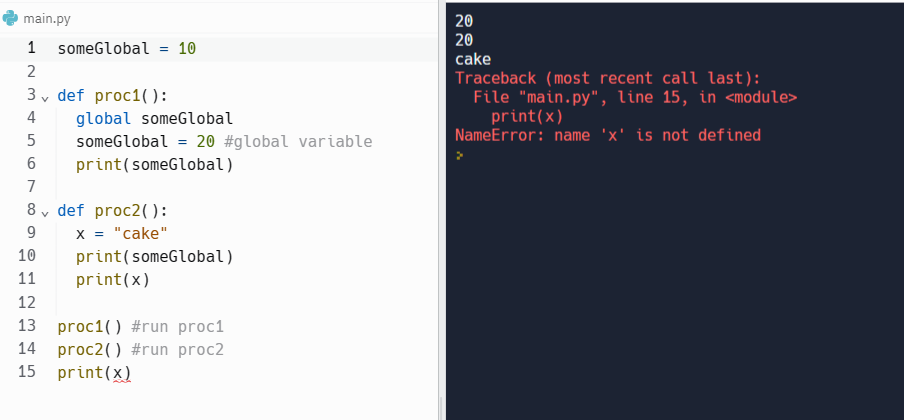 main.py
1 someGlobal = 10
2
3 def proc1():
4   global someGlobal
5   someGlobal = 20 #global variable
6   print(someGlobal)
7
8 def proc2():
9   x = "cake"
10   print(someGlobal)
11   print(x)
12
13 proc1() #run proc1
14 proc2() #run proc2
15 print(x)
20
20
cake
Traceback (most recent call last):
  File "main.py", line 15, in <module>
    print(x)
NameError: name 'x' is not defined
>